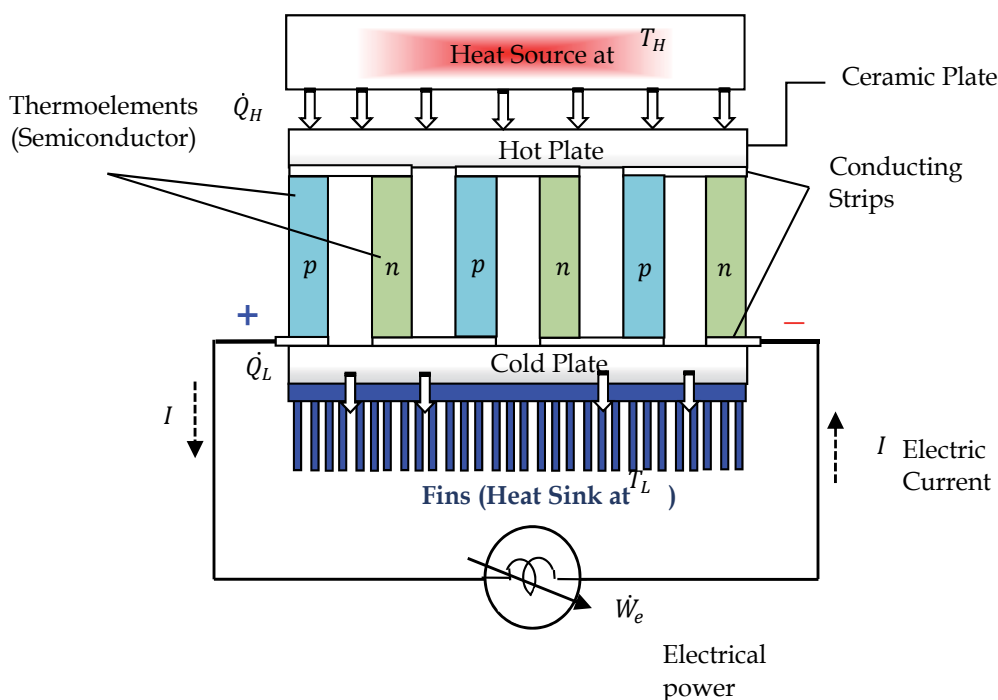 Heat Source at T_H
Ceramic Plate
Thermoelements
(Semiconductor)
Q̇_H
Hot Plate
Conducting
Strips
p
n
p
n
p
n
+
−
Q̇_L
Cold Plate
I
I
Electric
Current
Fins (Heat Sink at T_L )
Ẇ_e
Electrical
power